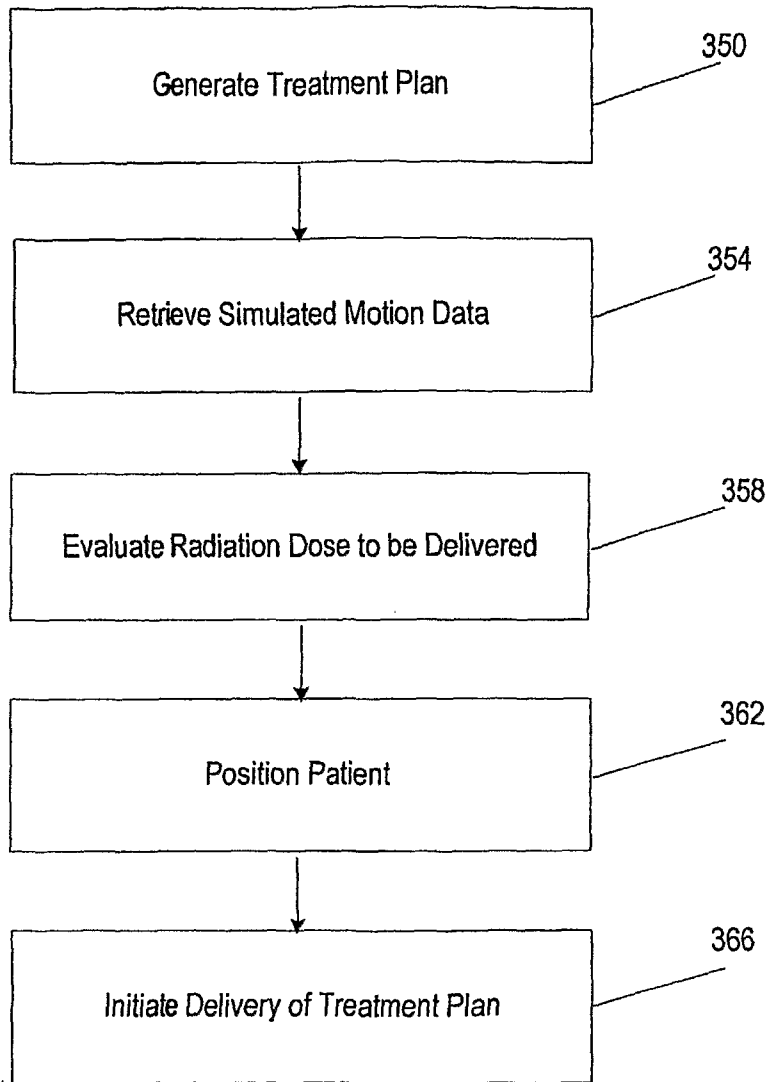 350
Generate Treatment Plan
354
Retrieve Simulated Motion Data
358
Evaluate Radiation Dose to be Delivered
362
Position Patient
366
Initiate Delivery of Treatment Plan